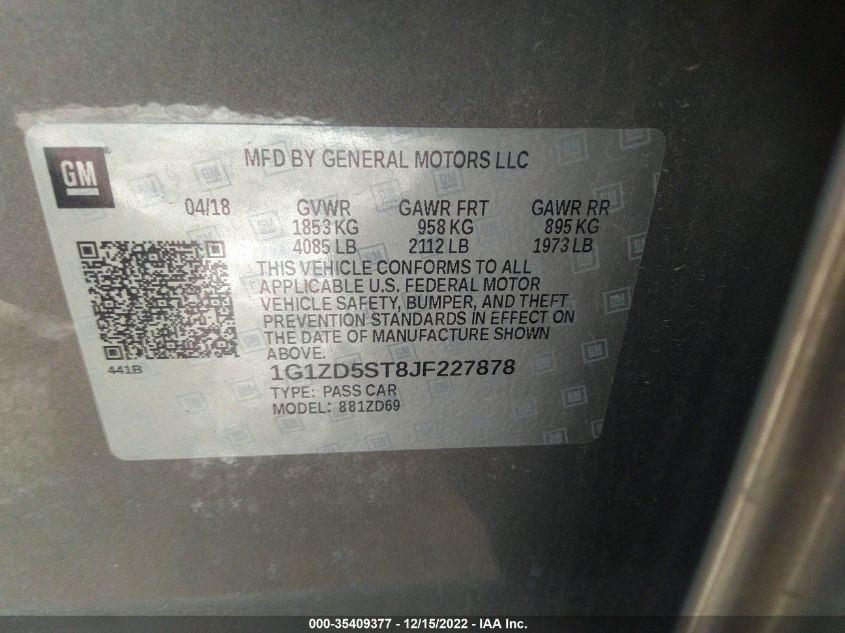 GM
MFD BY GENERAL MOTORS LLC
04/18 GVWR GAWR FRT GAWR RR
1853 KG 958 KG 895 KG
4085 LB 2112 LB 1973 LB
THIS VEHICLE CONFORMS TO ALL
APPLICABLE U.S. FEDERAL MOTOR
VEHICLE SAFETY, BUMPER, AND THEFT
PREVENTION STANDARDS IN EFFECT ON
THE DATE OF MANUFACTURE SHOWN
ABOVE.
441B
1G1ZD5ST8JF227878
TYPE: PASS CAR
MODEL: 881ZD69
000-35409377 - 12/15/2022 - IAA Inc.